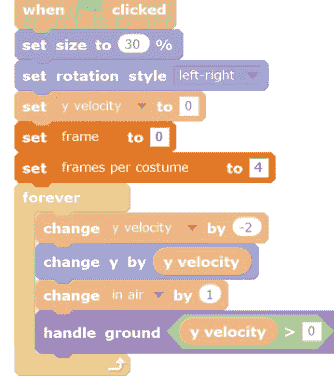 when clicked
set size to 30 %
set rotation style left-right
set y velocity to 0
set frame to 0
set frames per costume to 4
forever
change y velocity by -2
change y by y velocity
change in air by 1
handle ground y velocity > 0